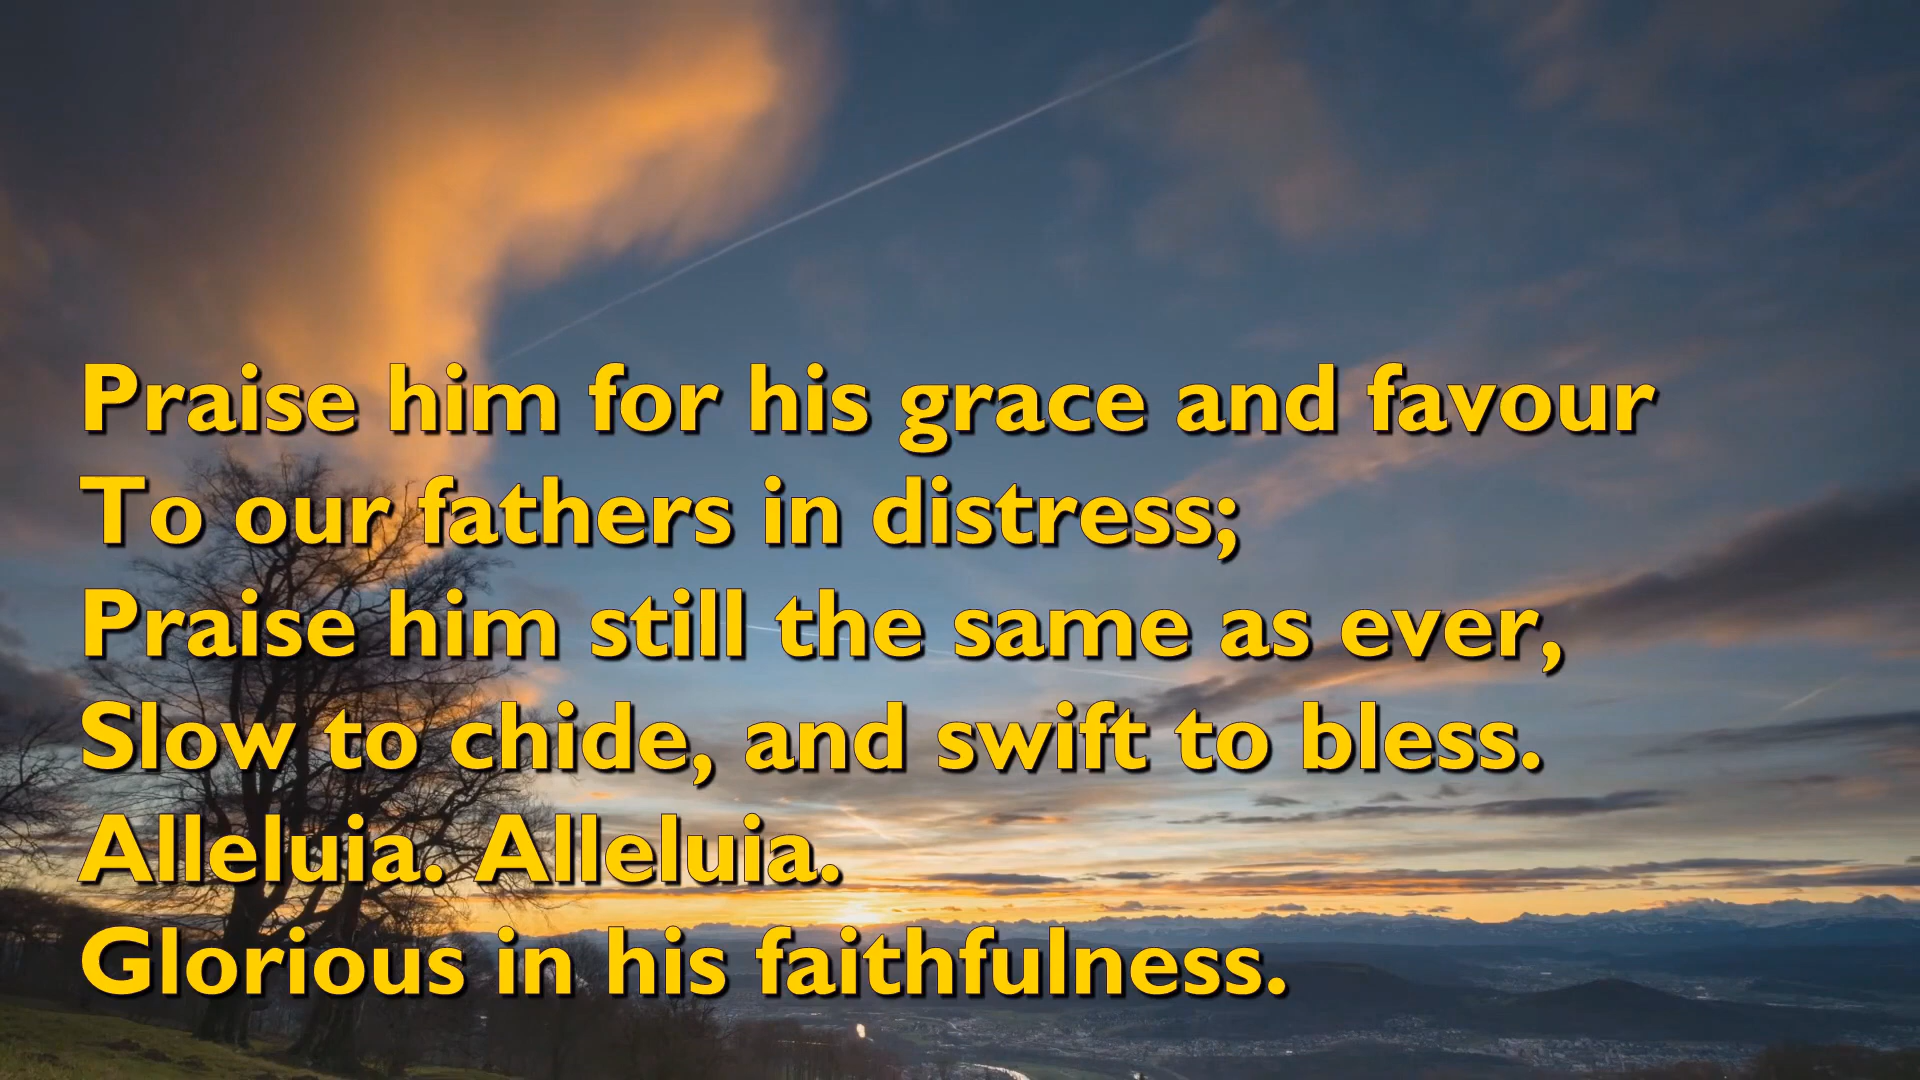 Praise him for his grace and favour
To our fathers in distress;
Praise him still the same as ever,
Slow to chide, and swift to bless.
Alleluia. Alleluia.
Glorious in his faithfulness.